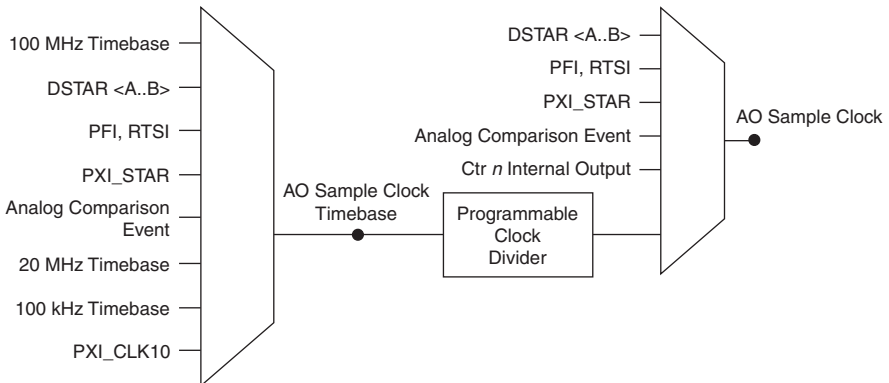 100 MHz Timebase
DSTAR <A..B>
PFI, RTSI
PXI_STAR
Analog Comparison
Event
20 MHz Timebase
100 kHz Timebase
PXI_CLK10
AO Sample Clock
Timebase
Programmable
Clock
Divider
DSTAR <A..B>
PFI, RTSI
PXI_STAR
Analog Comparison Event
Ctr n Internal Output
AO Sample Clock